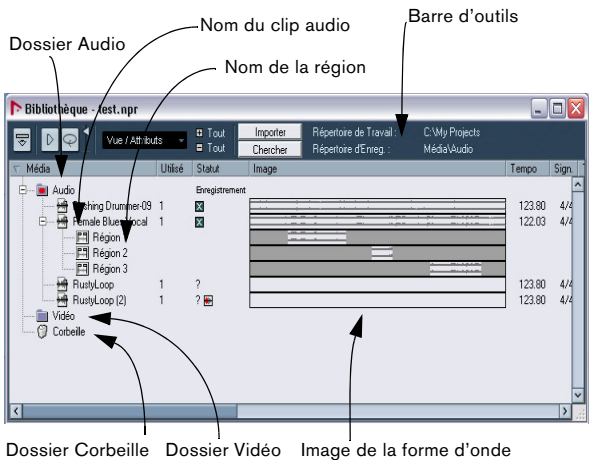 Nom du clip audio
Barre d'outils
Dossier Audio
Nom de la région
Bibliothèque - test.npr
Vue / Attributs
Tout
Tout
Importer
Chercher
Répertoire de Travail :
C:\My Projects
Répertoire d'Enreg. :
Média\Audio
Média Utilisé Statut Image Tempo Sign.
Audio Enregistrement
Drummer-09 1 123.80 4/4
Female Blues Vocal 1 122.03 4/4
Région
Région 2
Région 3
RustyLoop 1 ? 123.80 4/4
RustyLoop (2) 1 ? 123.80 4/4
Vidéo
Corbeille
Dossier Corbeille Dossier Vidéo Image de la forme d'onde